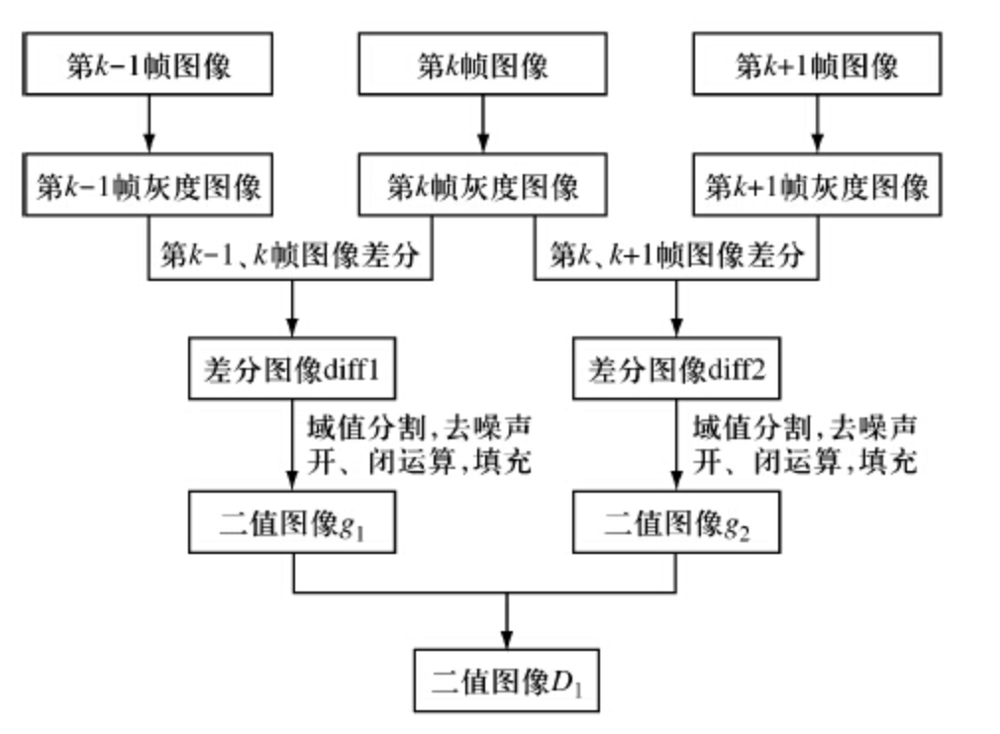 第k−1帧图像
第k帧图像
第k+1帧图像
第k−1帧灰度图像
第k帧灰度图像
第k+1帧灰度图像
第k−1、k帧图像差分
第k、k+1帧图像差分
差分图像diff1
差分图像diff2
域值分割,去噪声
开、闭运算,填充
域值分割,去噪声
开、闭运算,填充
二值图像g1
二值图像g2
二值图像D1